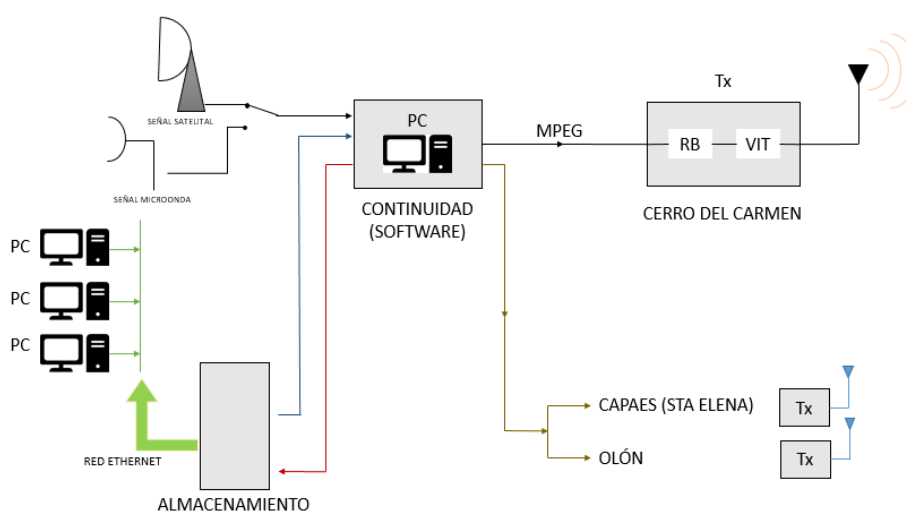 SEÑAL SATELITAL
SEÑAL MICROONDA
PC
PC
PC
RED ETHERNET
ALMACENAMIENTO
PC
CONTINUIDAD
(SOFTWARE)
MPEG
Tx
RB
VIT
CERRO DEL CARMEN
CAPAES (STA ELENA)
Tx
OLÓN
Tx